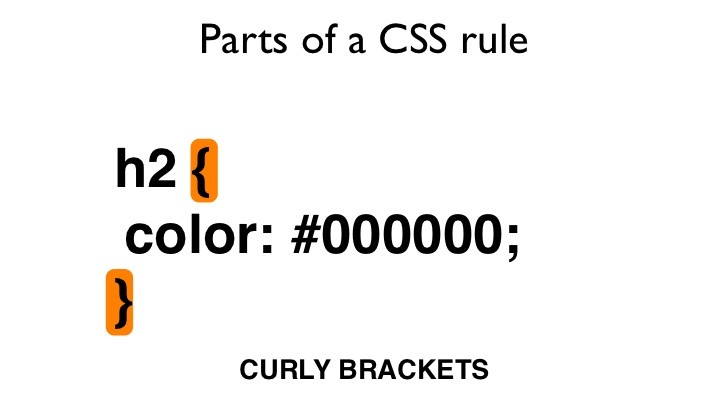 Parts of a CSS rule
h2 {
color: #000000;
}
CURLY BRACKETS